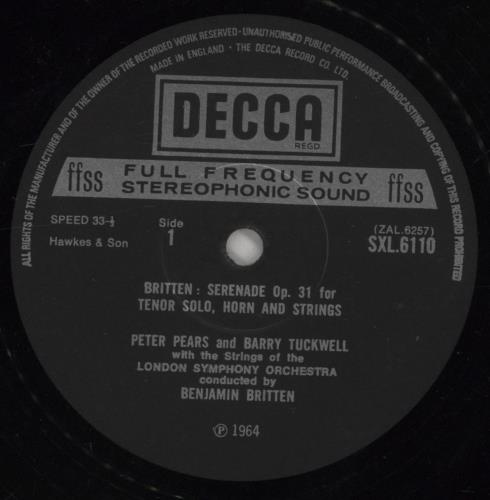 ALL RIGHTS OF THE MANUFACTURER AND OF THE OWNER OF THE RECORDED WORK RESERVED · UNAUTHORISED PUBLIC PERFORMANCE BROADCASTING AND COPYING OF THIS RECORD PROHIBITED
MADE IN ENGLAND · THE DECCA RECORD CO. LTD.
DECCA
REGD.
ffss FULL FREQUENCY STEREOPHONIC SOUND ffss
SPEED 33-⅓
Hawkes & Son
Side
1
(ZAL.6257)
SXL.6110
BRITTEN : SERENADE Op. 31 for
TENOR SOLO, HORN AND STRINGS
PETER PEARS and BARRY TUCKWELL
with the Strings of the
LONDON SYMPHONY ORCHESTRA
conducted by
BENJAMIN BRITTEN
Ⓟ 1964